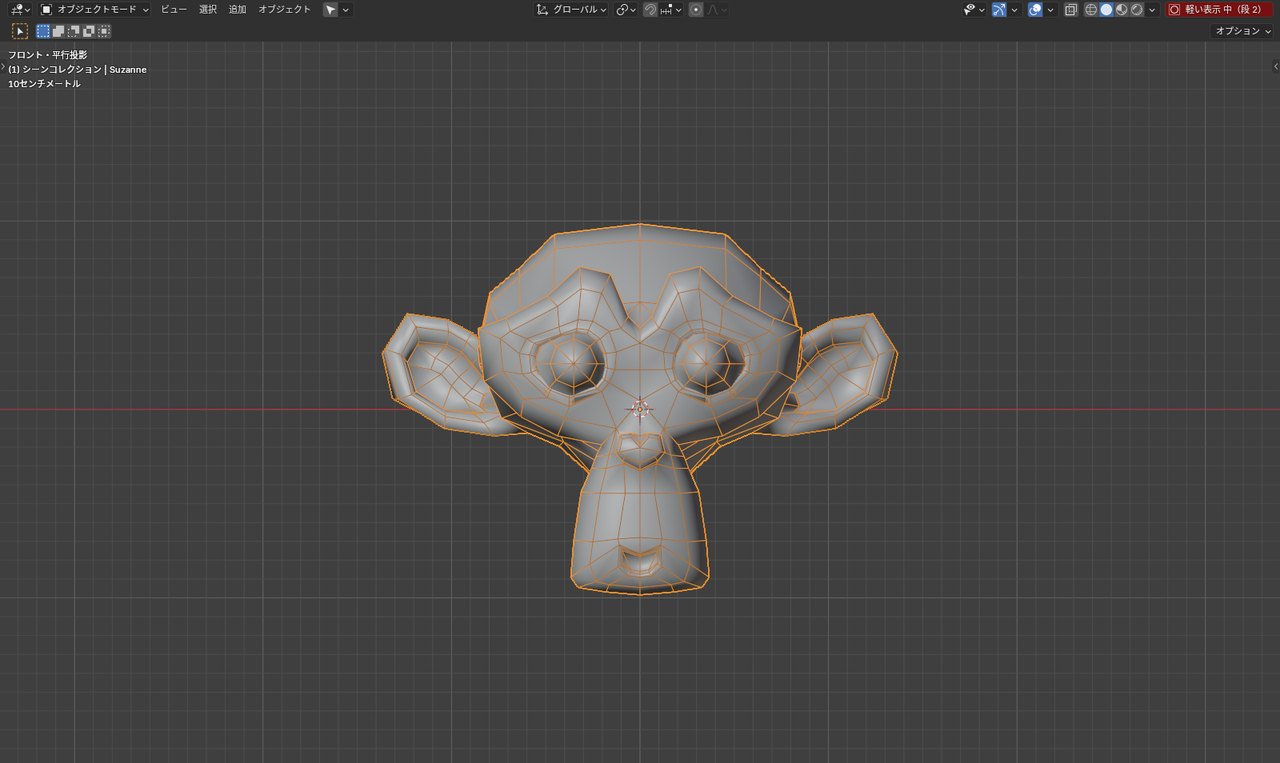 オブジェクトモード ビュー 選択 追加 オブジェクト グローバル 軽い表示 中（段 2）
オプション
フロント・平行投影
(1) シーンコレクション | Suzanne
10センチメートル